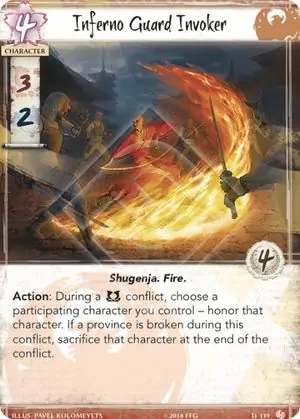 4
Inferno Guard Invoker
CHARACTER
3
2
4
Shugenja. Fire.
Action: During a conflict, choose a
participating character you control – honor that
character. If a province is broken during this
conflict, sacrifice that character at the end of the
conflict.
ILLUS. PAVEL KOLOMEYETS ©2018 FFG D 119